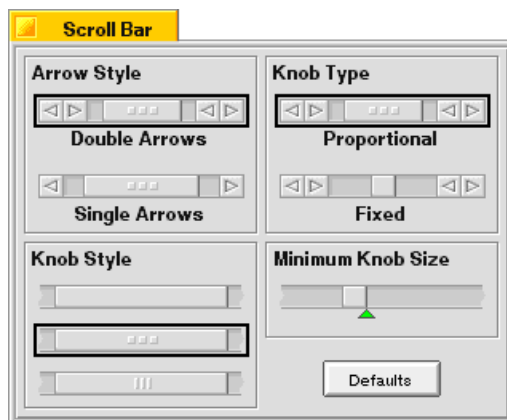 Scroll Bar
Arrow Style
Double Arrows
Single Arrows
Knob Type
Proportional
Fixed
Knob Style
Minimum Knob Size
Defaults